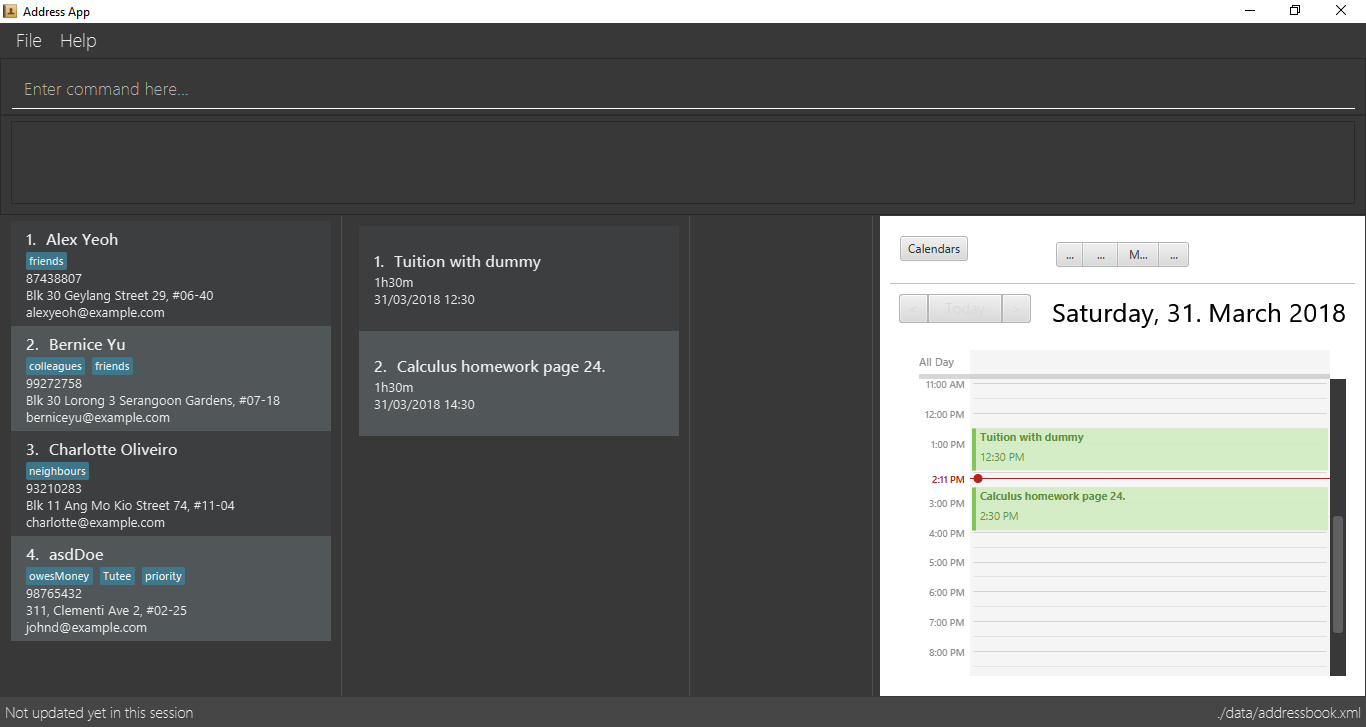 Address App
File Help
Enter command here...
1. Alex Yeoh
friends
87438807
Blk 30 Geylang Street 29, #06-40
alexyeoh@example.com
2. Bernice Yu
colleagues friends
99272758
Blk 30 Lorong 3 Serangoon Gardens, #07-18
berniceyu@example.com
3. Charlotte Oliveiro
neighbours
93210283
Blk 11 Ang Mo Kio Street 74, #11-04
charlotte@example.com
4. asdDoe
owesMoney Tutee priority
98765432
311, Clementi Ave 2, #02-25
johnd@example.com
1. Tuition with dummy
1h30m
31/03/2018 12:30
2. Calculus homework page 24.
1h30m
31/03/2018 14:30
Calendars
... ... M... ...
< Today >
Saturday, 31. March 2018
All Day
11:00 AM
12:00 PM
1:00 PM
Tuition with dummy
12:30 PM
2:11 PM
3:00 PM
Calculus homework page 24.
2:30 PM
4:00 PM
5:00 PM
6:00 PM
7:00 PM
8:00 PM
Not updated yet in this session
./data/addressbook.xml